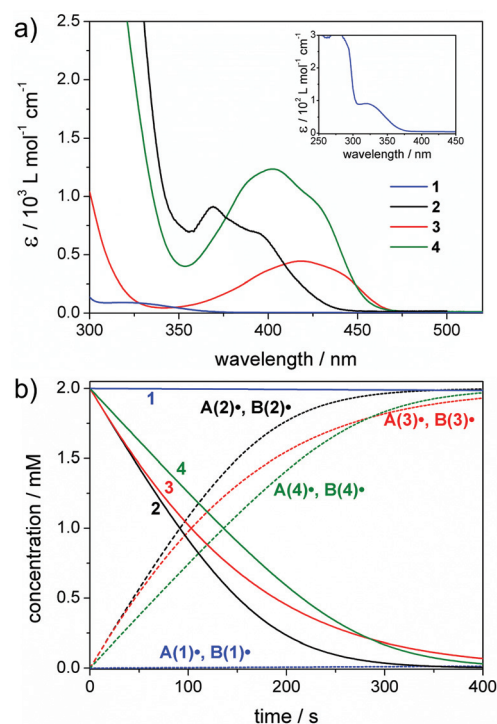 a)
2.5
2.0
1.5
1.0
0.5
0.0
ε / 10³ L mol⁻¹ cm⁻¹
300 350 400 450 500
wavelength / nm
3
2
1
0
ε / 10² L mol⁻¹ cm⁻¹
250 300 350 400 450
wavelength / nm
1
2
3
4
b)
2.0
1.5
1.0
0.5
0.0
concentration / mM
1
A(2)•, B(2)•
A(3)•, B(3)•
4
3
2
A(4)•, B(4)•
A(1)•, B(1)•
0 100 200 300 400
time / s